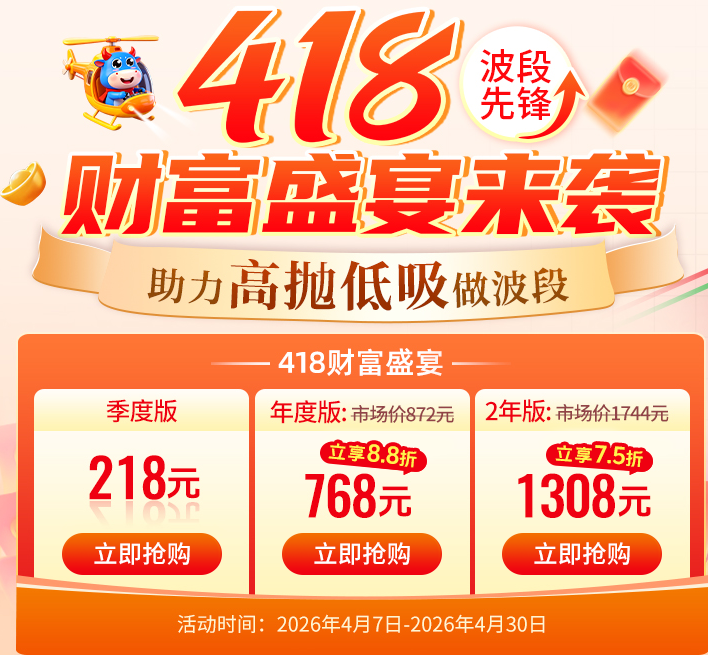 418
波段
先锋
财富盛宴来袭
助力高抛低吸做波段
418财富盛宴
季度版
218元
立即抢购
年度版:市场价872元
立享8.8折
768元
立即抢购
2年版:市场价1744元
立享7.5折
1308元
立即抢购
活动时间：2026年4月7日-2026年4月30日